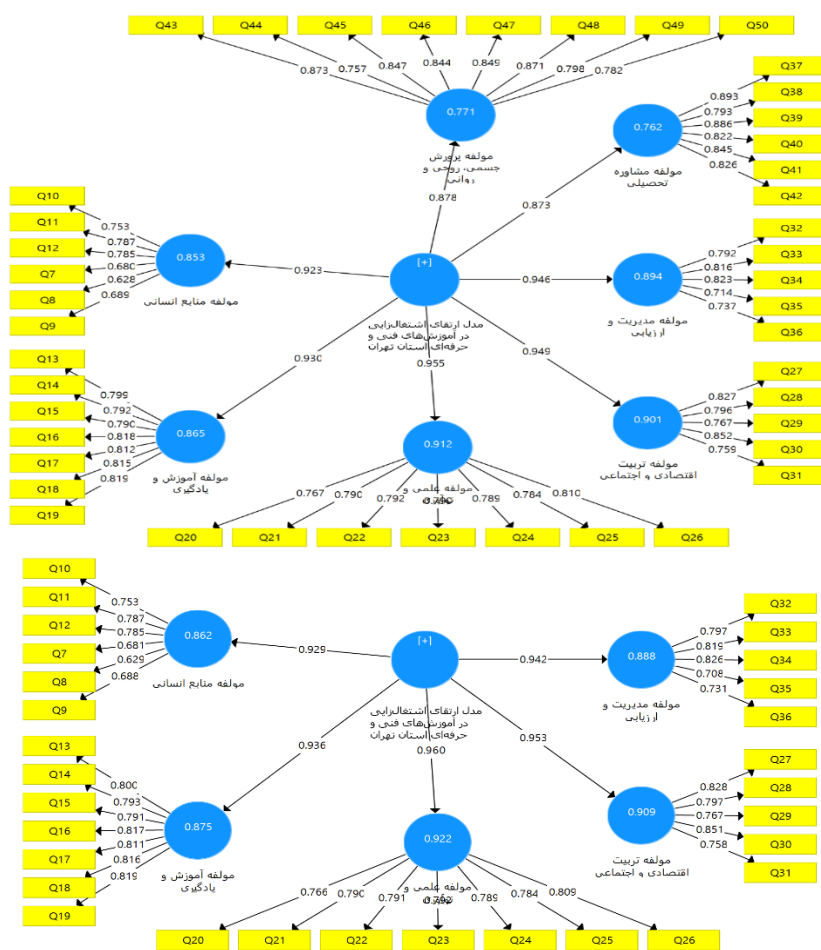 Q43 Q44 Q45 Q46 Q47 Q48 Q49 Q50
0.873 0.757 0.847 0.844 0.849 0.871 0.798 0.782
0.771
مولفه پرورش
جسمی، روحی و
روانی
0.878
Q37
Q38
Q39
Q40
Q41
Q42
0.893
0.793
0.886
0.822
0.845
0.826
0.762
مولفه مشاوره
تحصیلی
0.873
Q10
Q11
Q12
Q7
Q8
Q9
0.753
0.787
0.785
0.680
0.628
0.689
0.853
مولفه منابع انسانی
0.923
[+]
مدل ارتقای اشتغال‌زایی
در آموزش‌های فنی و
حرفه‌ای استان تهران
0.946
0.894
مولفه مدیریت و
ارزیابی
0.792
0.816
0.823
0.714
0.737
Q32
Q33
Q34
Q35
Q36
Q13
Q14
Q15
Q16
Q17
Q18
Q19
0.799
0.792
0.790
0.818
0.812
0.815
0.819
0.865
مولفه آموزش و
یادگیری
0.930
0.955
0.949
0.912
مولفه علمی و
0.767 0.790 0.792 0.790 0.789 0.784 0.810
Q20 Q21 Q22 Q23 Q24 Q25 Q26
0.901
مولفه تربیت
اقتصادی و اجتماعی
0.827
0.796
0.767
0.852
0.759
Q27
Q28
Q29
Q30
Q31
Q10
Q11
Q12
Q7
Q8
Q9
0.753
0.787
0.785
0.681
0.629
0.688
0.862
مولفه منابع انسانی
0.929
[+]
مدل ارتقای اشتغال‌زایی
در آموزش‌های فنی و
حرفه‌ای استان تهران
0.942
0.888
مولفه مدیریت و
ارزیابی
0.797
0.819
0.826
0.708
0.731
Q32
Q33
Q34
Q35
Q36
Q13
Q14
Q15
Q16
Q17
Q18
Q19
0.800
0.793
0.791
0.817
0.811
0.816
0.819
0.875
مولفه آموزش و
یادگیری
0.936
0.960
0.953
0.922
مولفه علمی و
0.766 0.790 0.791 0.789 0.784 0.809
Q20 Q21 Q22 Q23 Q24 Q25 Q26
0.909
مولفه تربیت
اقتصادی و اجتماعی
0.828
0.797
0.767
0.851
0.758
Q27
Q28
Q29
Q30
Q31